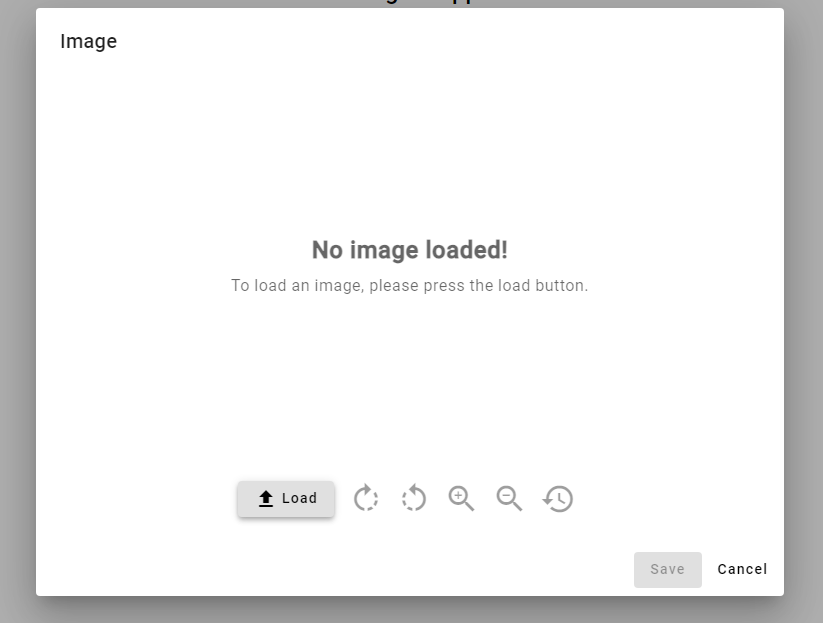 Image
No image loaded!
To load an image, please press the load button.
Load
Save
Cancel